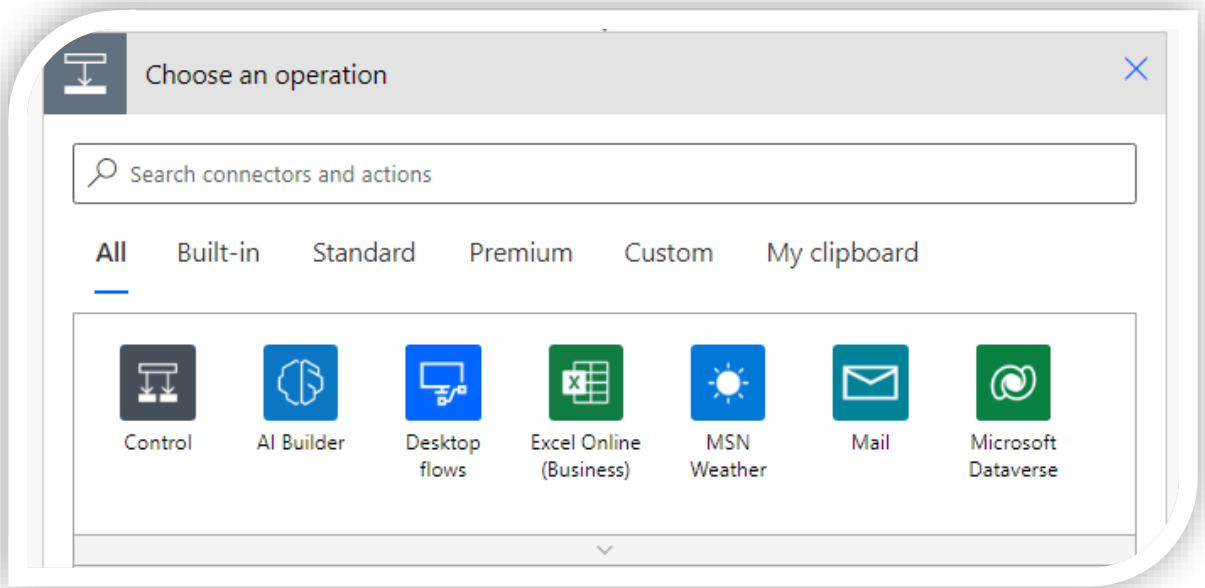 Choose an operation
Search connectors and actions
All Built-in Standard Premium Custom My clipboard
Control AI Builder Desktop flows Excel Online (Business) MSN Weather Mail Microsoft Dataverse